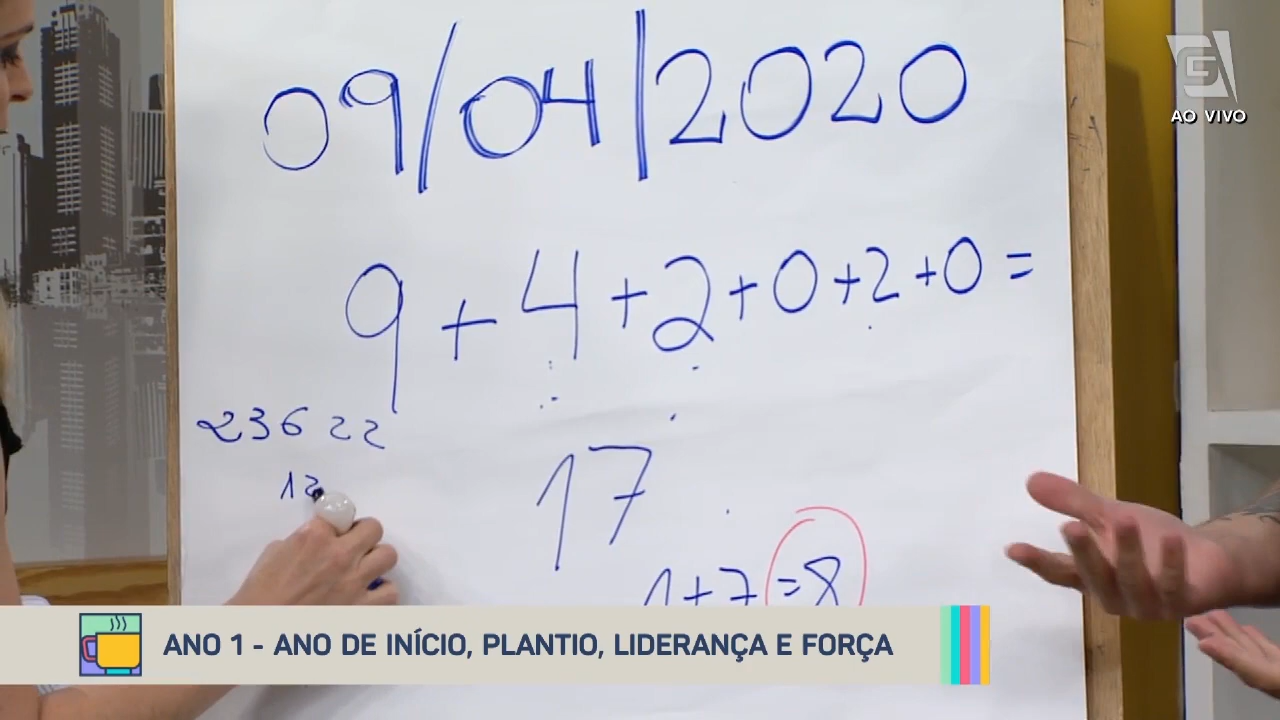 09/04/2020
9+4+2+0+2+0=
23622
17
1+7=8
AO VIVO
ANO 1 - ANO DE INÍCIO, PLANTIO, LIDERANÇA E FORÇA